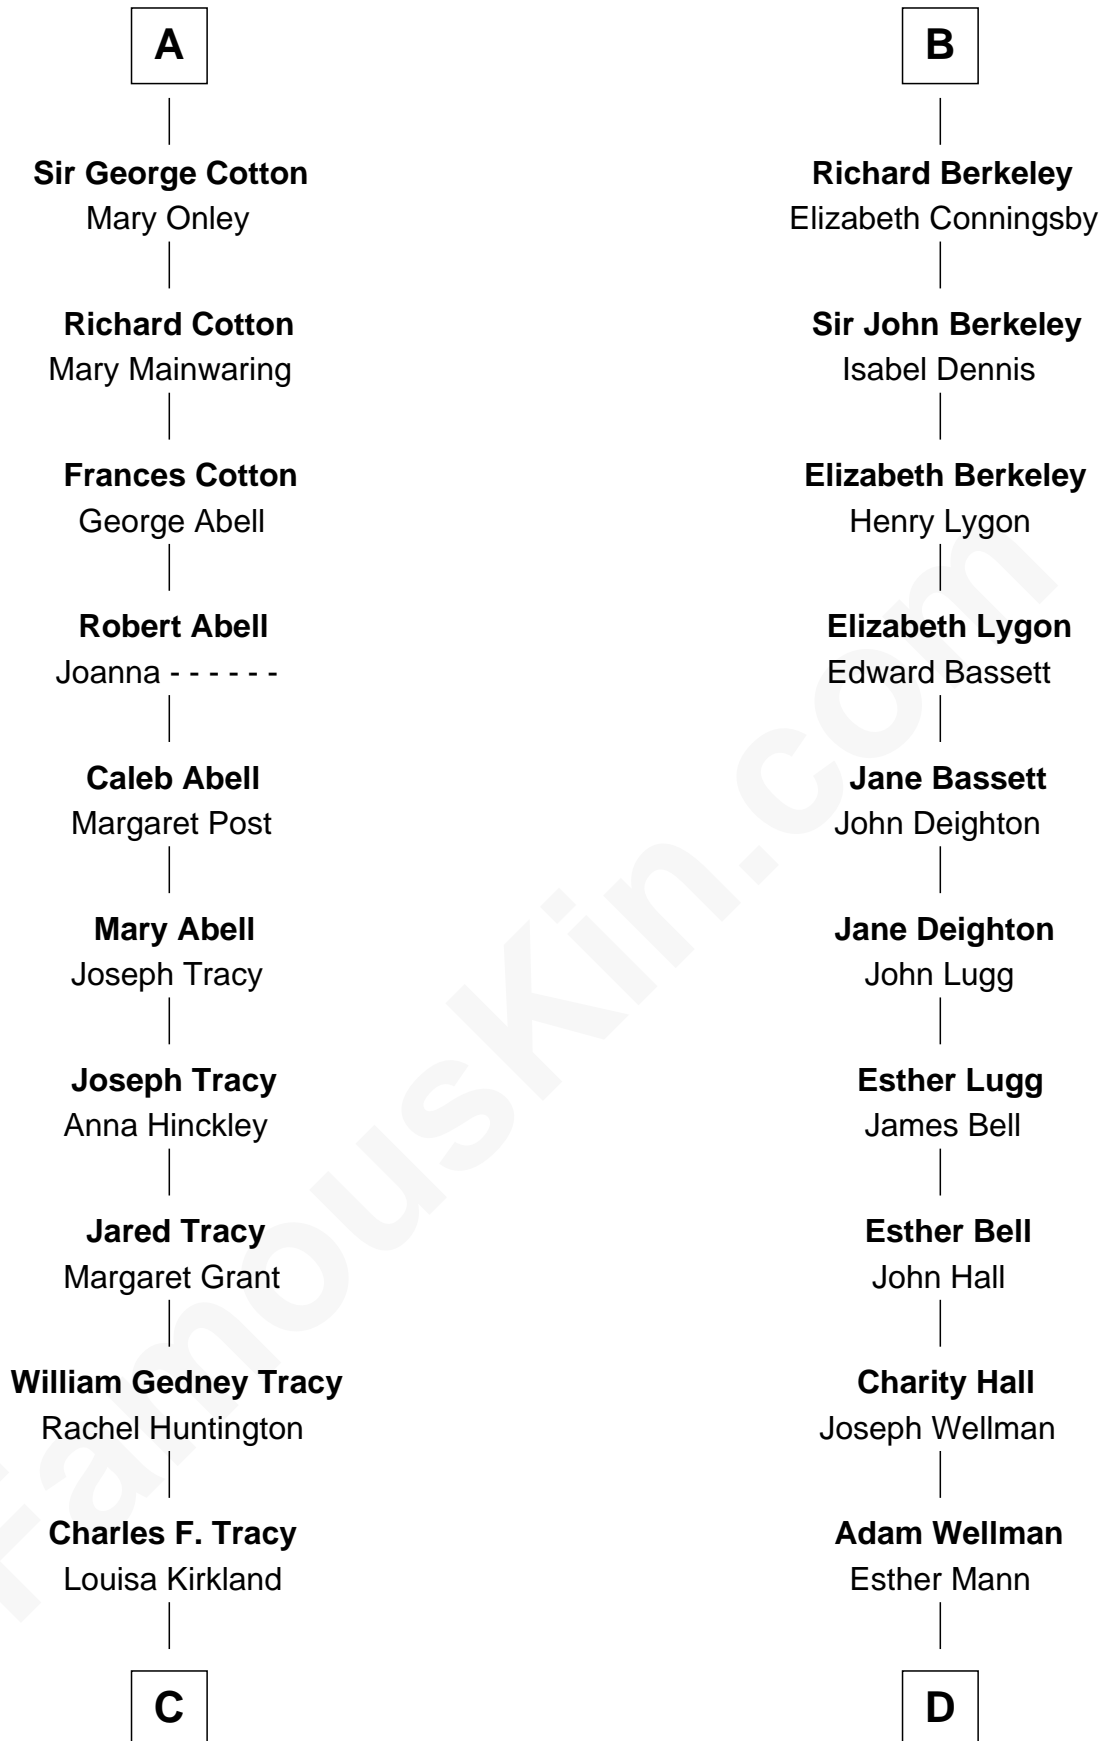 A
Sir George Cotton
Mary Onley
Richard Cotton
Mary Mainwaring
Frances Cotton
George Abell
Robert Abell
Joanna - - - - - -
Caleb Abell
Margaret Post
Mary Abell
Joseph Tracy
Joseph Tracy
Anna Hinckley
Jared Tracy
Margaret Grant
William Gedney Tracy
Rachel Huntington
Charles F. Tracy
Louisa Kirkland
C
B
Richard Berkeley
Elizabeth Conningsby
Sir John Berkeley
Isabel Dennis
Elizabeth Berkeley
Henry Lygon
Elizabeth Lygon
Edward Bassett
Jane Bassett
John Deighton
Jane Deighton
John Lugg
Esther Lugg
James Bell
Esther Bell
John Hall
Charity Hall
Joseph Wellman
Adam Wellman
Esther Mann
D
FamousKin.com